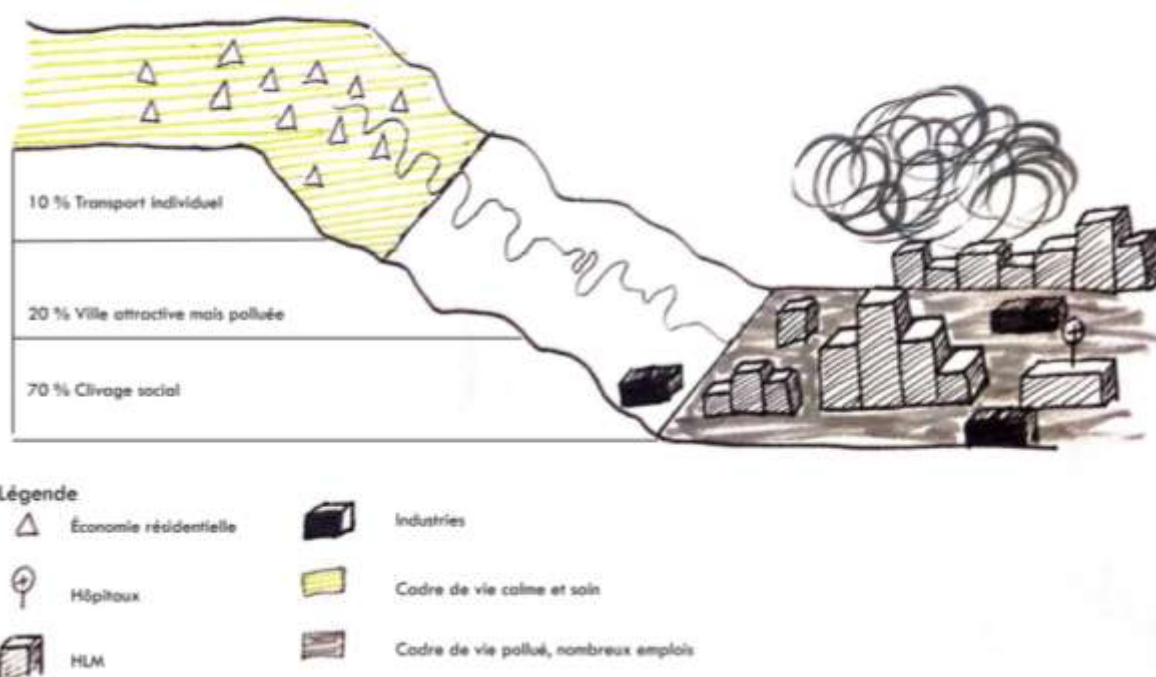 10 % Transport individuel
20 % Ville attractive mais polluée
70 % Clivage social
Légende
Économie résidentielle
Industries
Hôpitaux
Cadre de vie calme et sain
HLM
Cadre de vie pollué, nombreux emplois